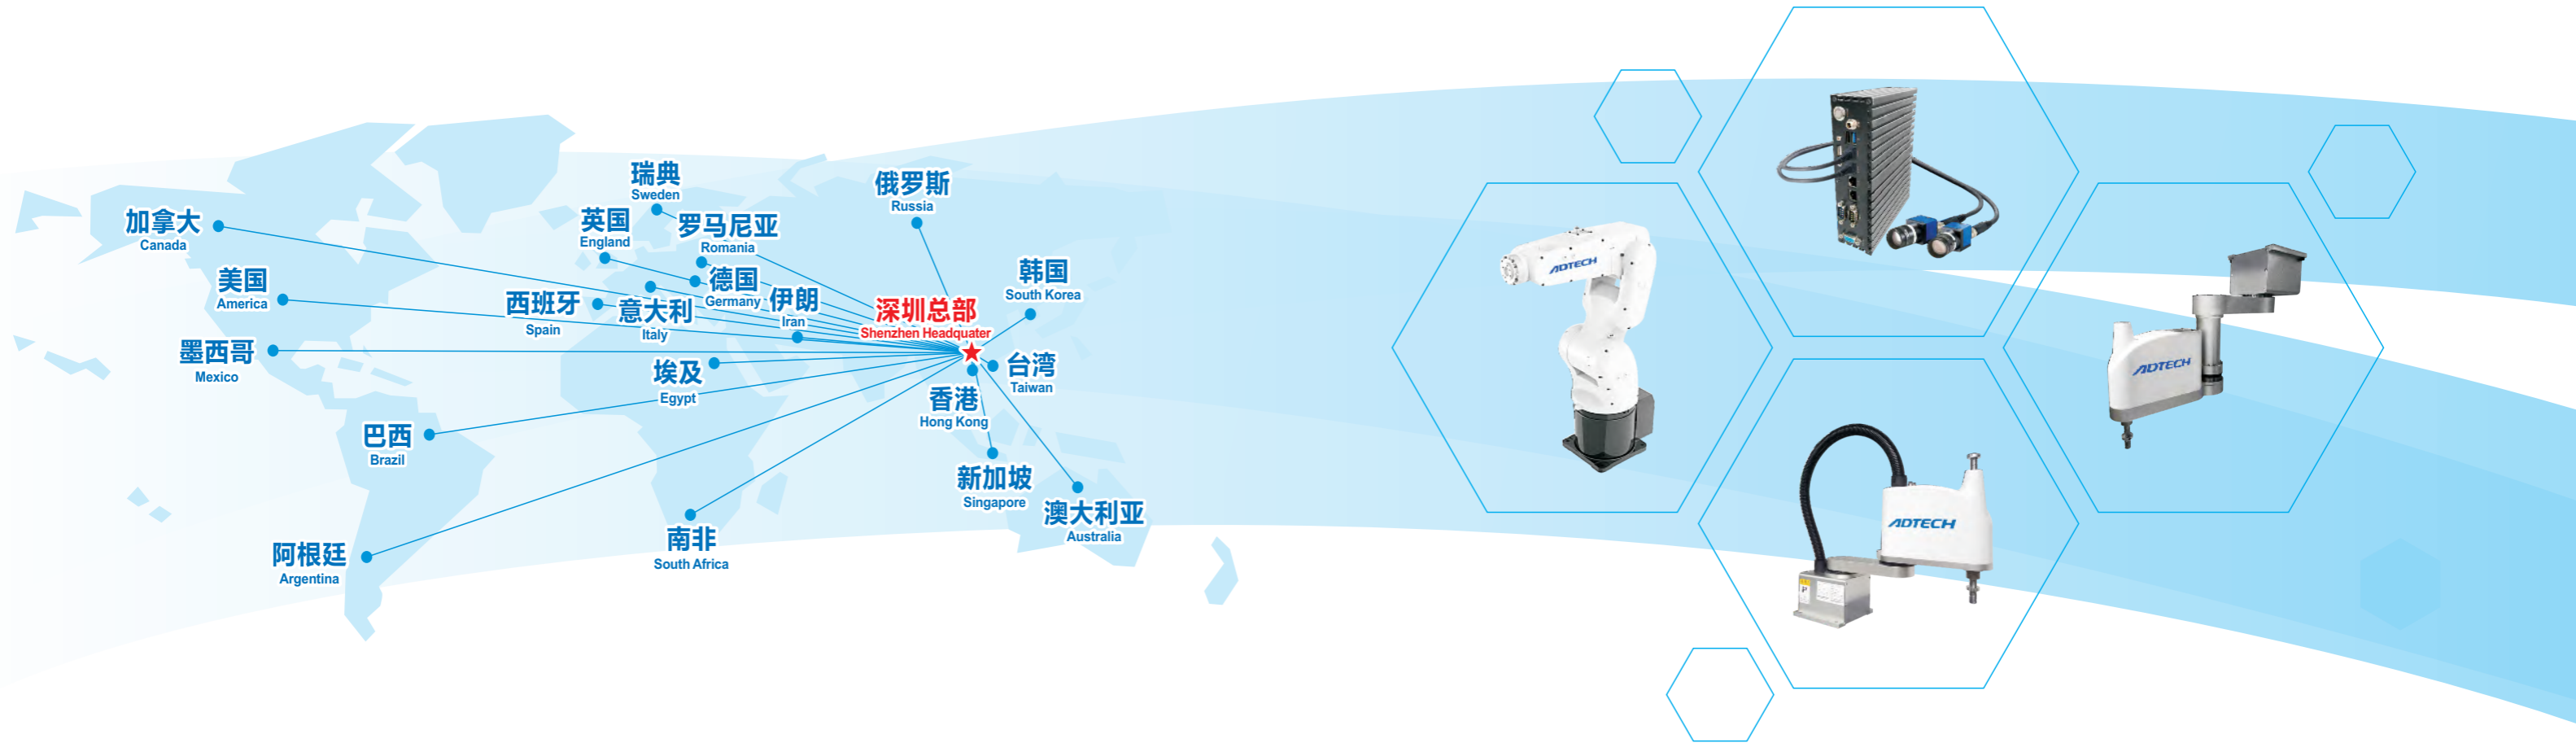 瑞典
Sweden
俄罗斯
Russia
加拿大
Canada
英国
England
罗马尼亚
Romania
美国
America
德国
Germany
韩国
South Korea
西班牙
Spain
意大利
Italy
伊朗
Iran
深圳总部
Shenzhen Headquater
墨西哥
Mexico
埃及
Egypt
台湾
Taiwan
香港
Hong Kong
巴西
Brazil
新加坡
Singapore
澳大利亚
Australia
阿根廷
Argentina
南非
South Africa
ADTECH
ADTECH
ADTECH